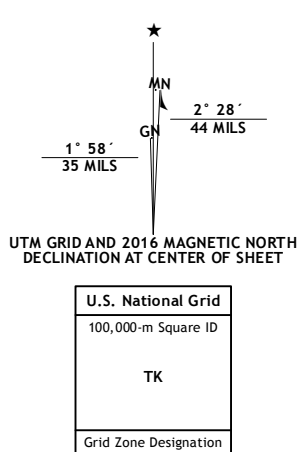 ★
MN
2° 28´
44 MILS
GN
1° 58´
35 MILS
UTM GRID AND 2016 MAGNETIC NORTH
DECLINATION AT CENTER OF SHEET
U.S. National Grid
100,000-m Square ID
TK
Grid Zone Designation